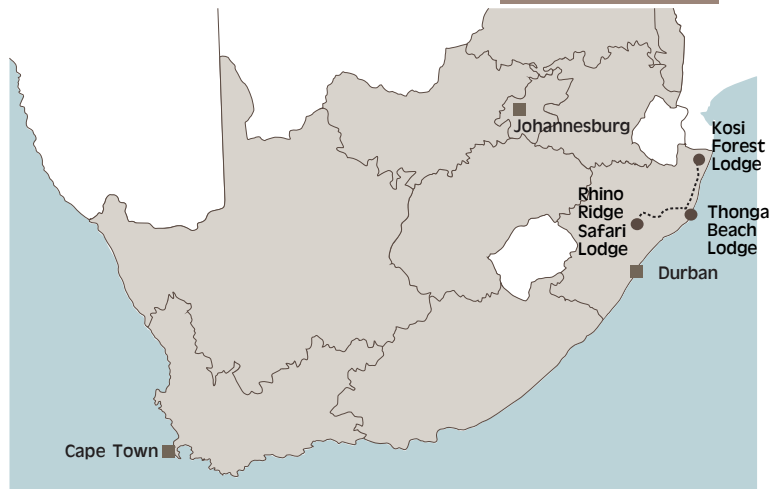 Johannesburg
Kosi
Forest
Lodge
Rhino
Ridge
Safari
Lodge
Thonga
Beach
Lodge
Durban
Cape Town